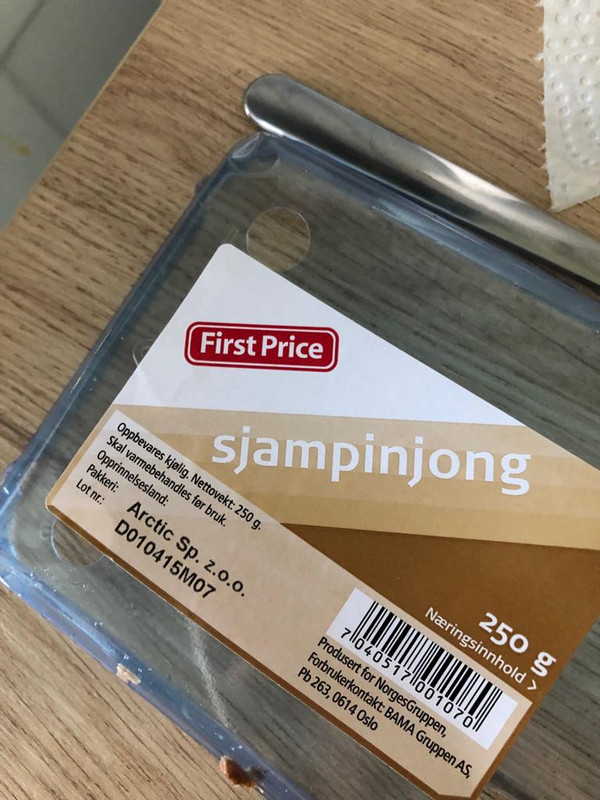 First Price
sjampinjong
Oppbevares kjølig. Nettovekt: 250 g.
Skal varmebehandles før bruk.
Opprinnelsesland:
Pakkeri: Arctic Sp. z.o.o.
Lot nr.: D010415M07
250 g
Næringsinnhold >
7 040517 001070
Produsert for NorgesGruppen,
Forbrukerkontakt: BAMA Gruppen AS,
Pb 263, 0614 Oslo